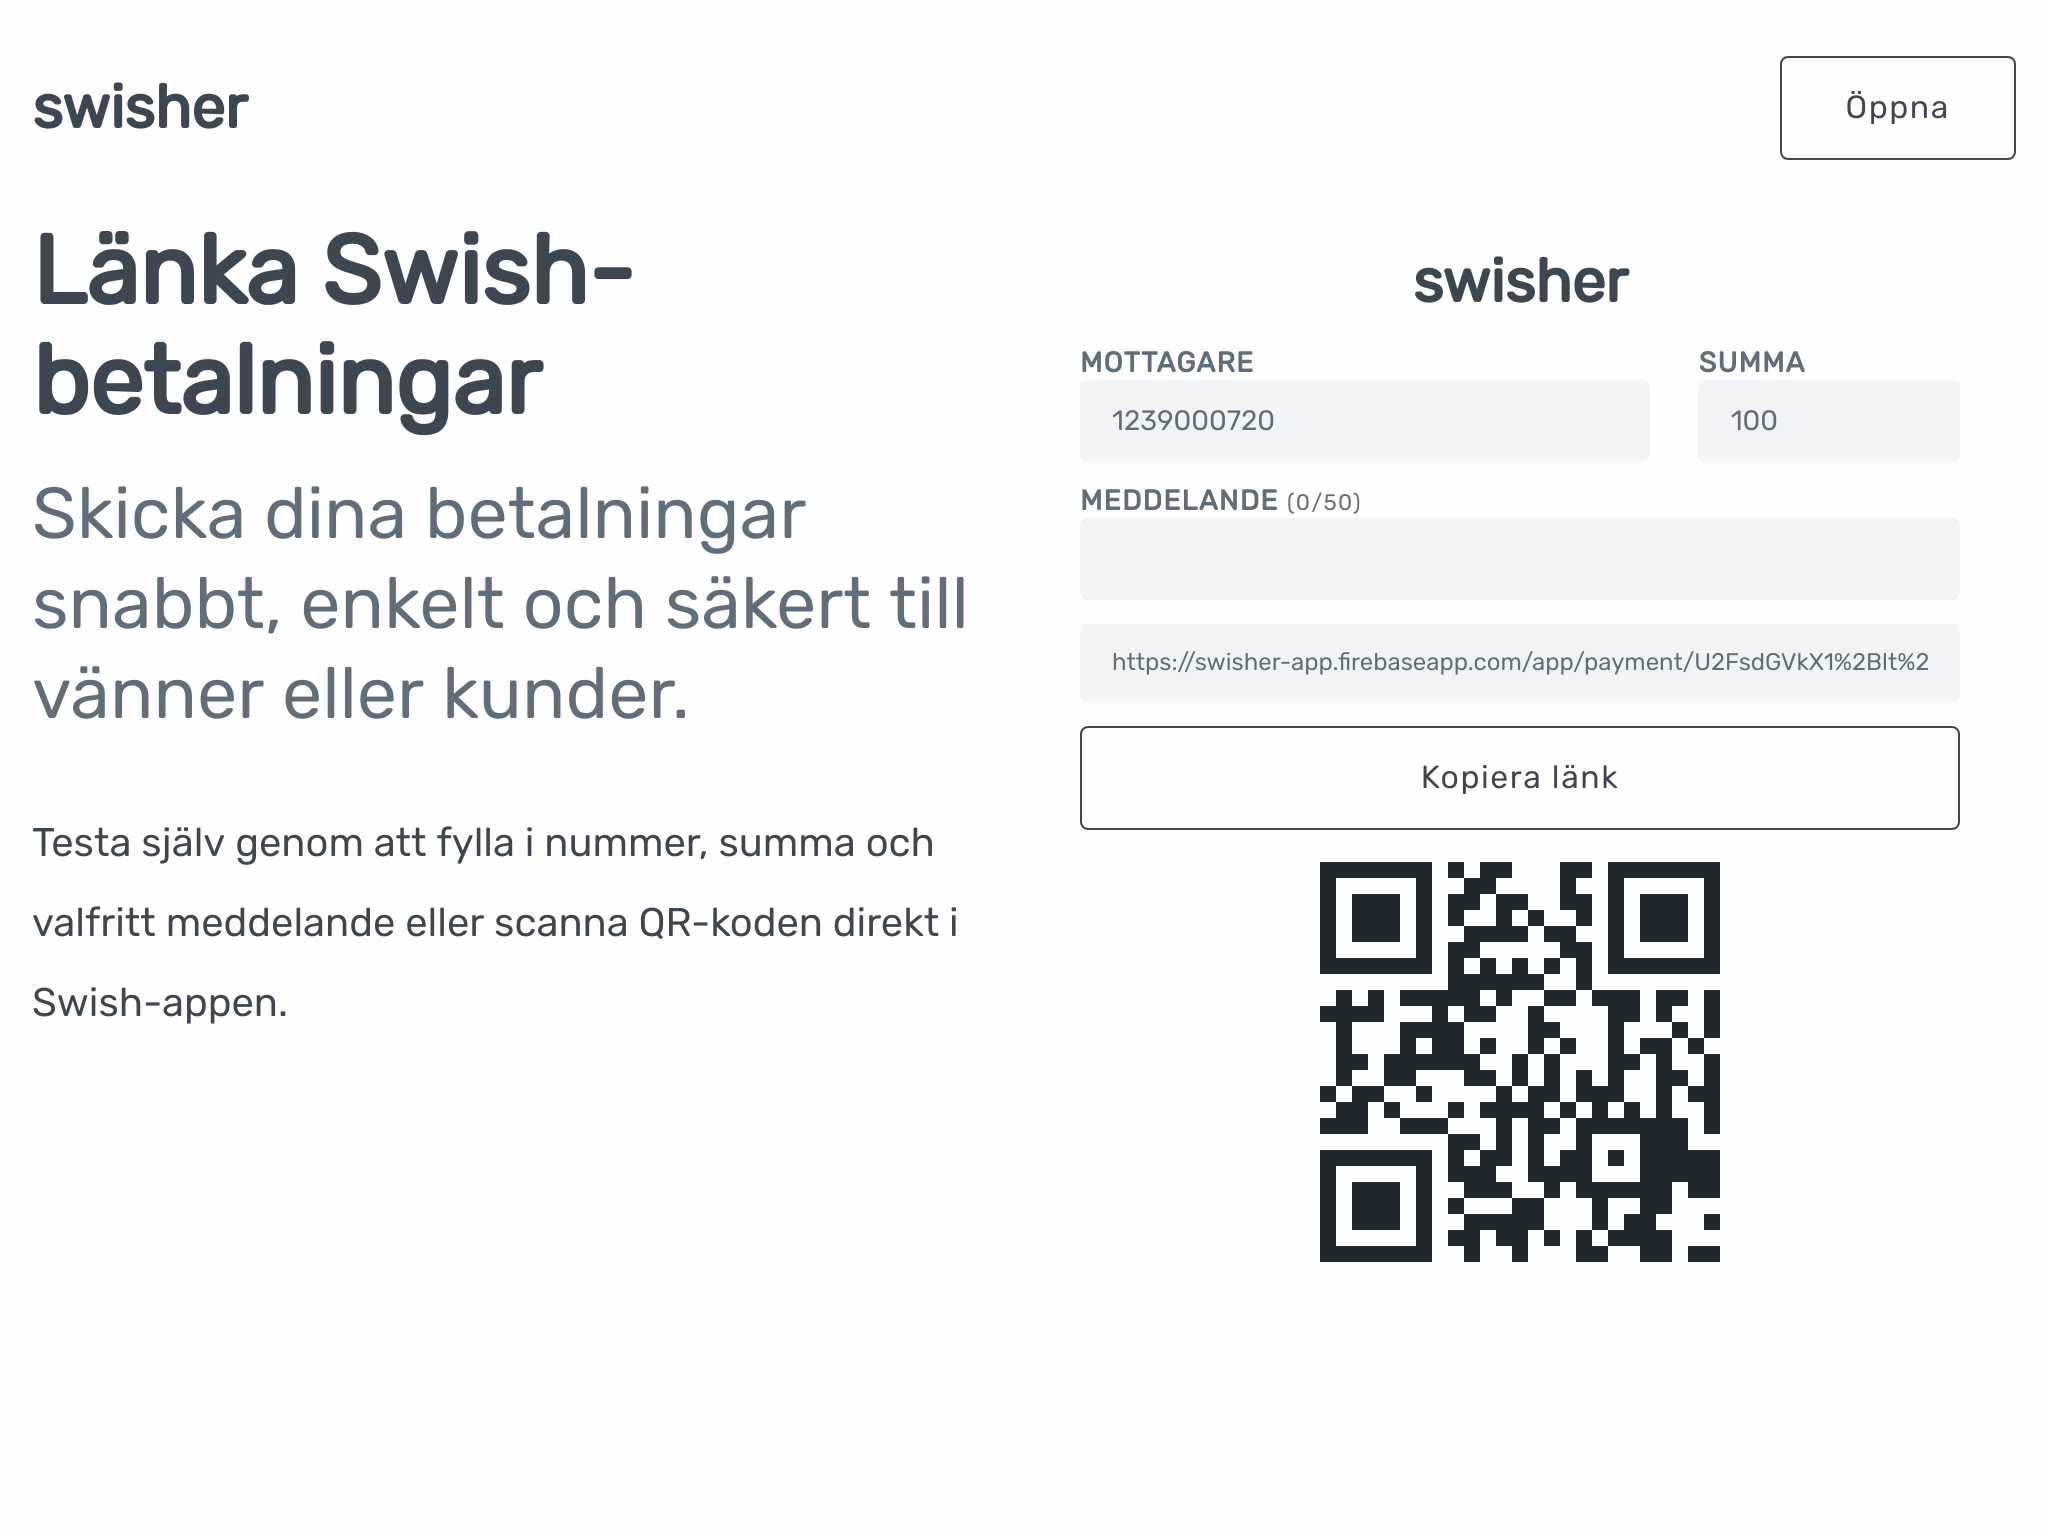 swisher
Öppna
Länka Swish-
betalningar
Skicka dina betalningar
snabbt, enkelt och säkert till
vänner eller kunder.
Testa själv genom att fylla i nummer, summa och
valfritt meddelande eller scanna QR-koden direkt i
Swish-appen.
swisher
MOTTAGARE
SUMMA
1239000720
100
MEDDELANDE (0/50)
https://swisher-app.firebaseapp.com/app/payment/U2FsdGVkX1%2Blt%2
Kopiera länk